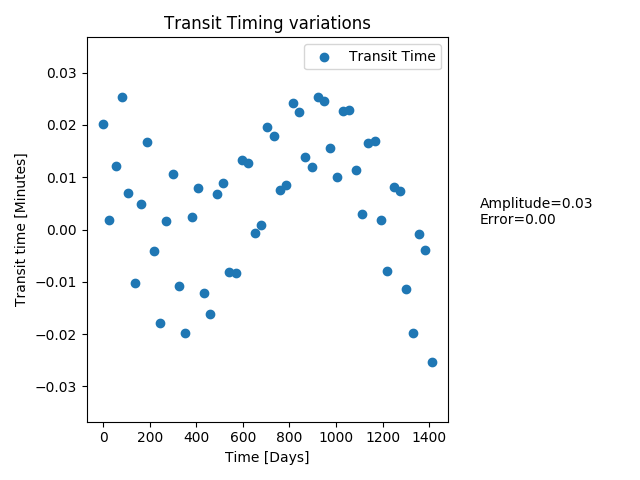 Transit Timing variations
Transit Time
0.03
0.02
0.01
0.00
−0.01
−0.02
−0.03
Transit time [Minutes]
0 200 400 600 800 1000 1200 1400
Time [Days]
Amplitude=0.03
Error=0.00